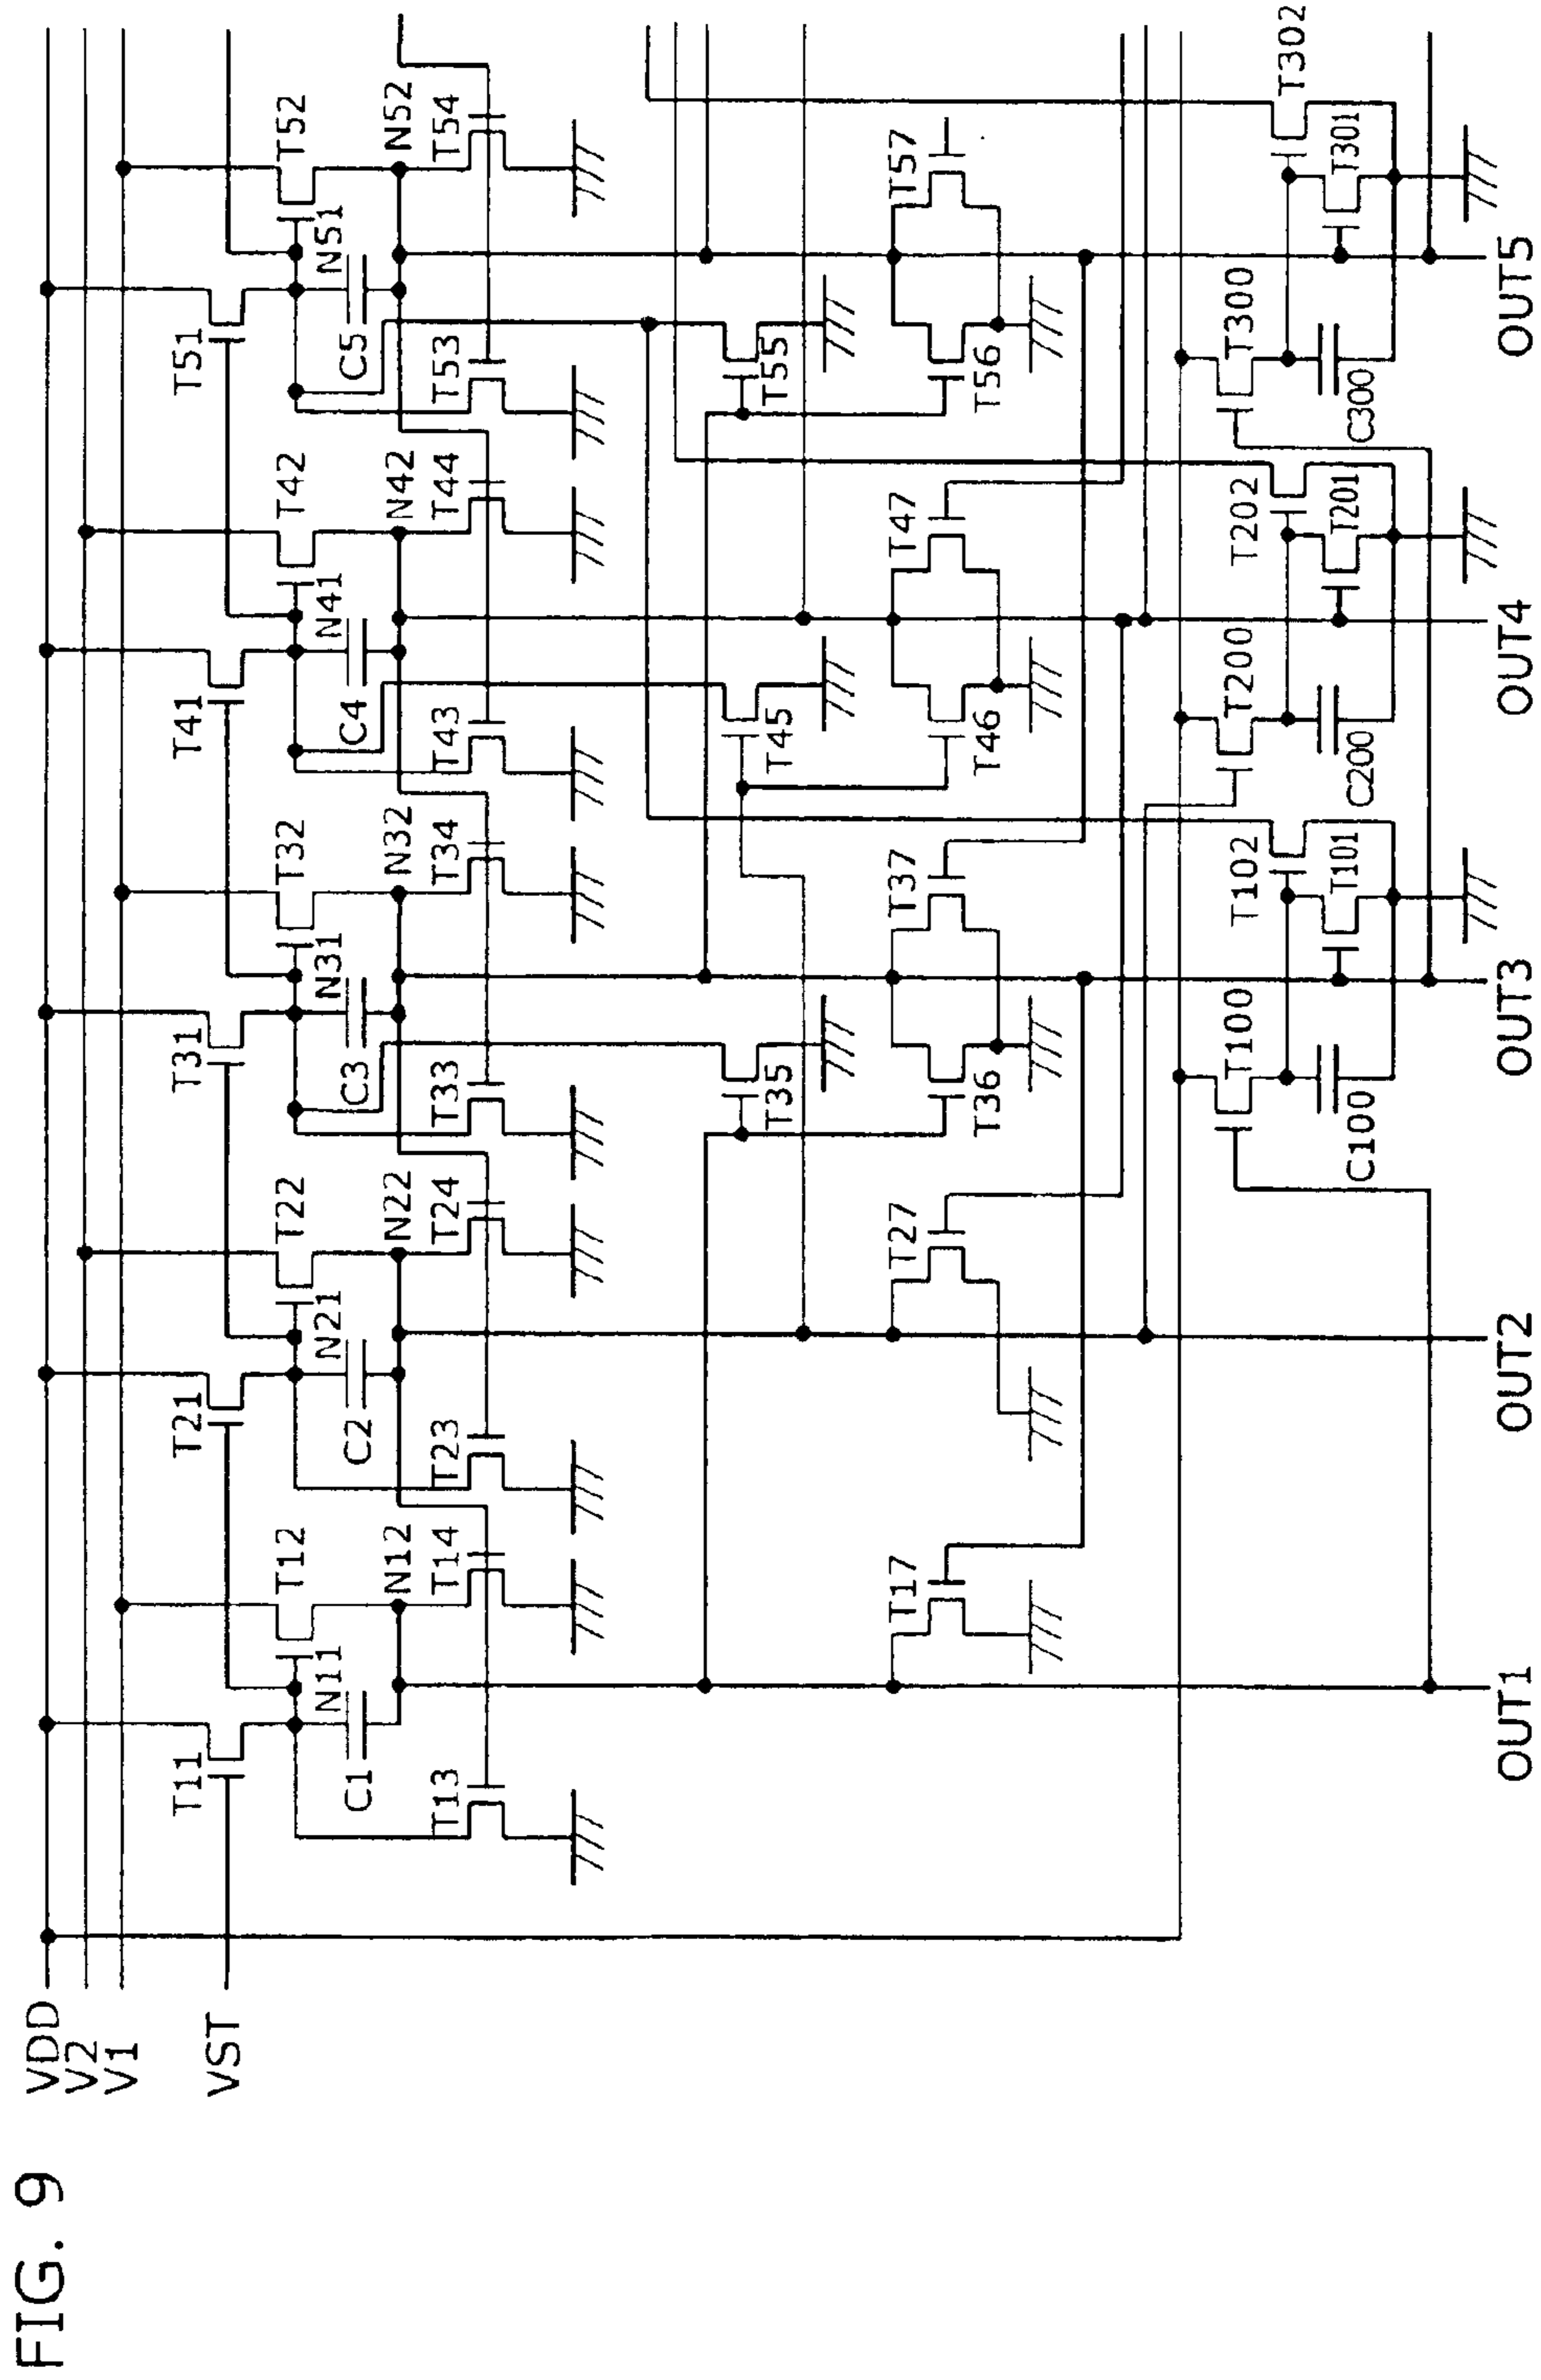 FIG. 9
VDD
V2
V1
VST
T11
T21
T31
T41
T51
T12
T22
T32
T42
T52
N11
N21
N31
N41
N51
C1
C2
C3
C4
C5
N12
N22
N32
N42
N52
T13
T14
T23
T24
T33
T34
T43
T44
T53
T54
T35
T45
T55
T17
T27
T37
T47
T57
T36
T46
T56
T100
T102
T200
T202
T300
T302
C100
T101
C200
T201
C300
T301
OUT1
OUT2
OUT3
OUT4
OUT5